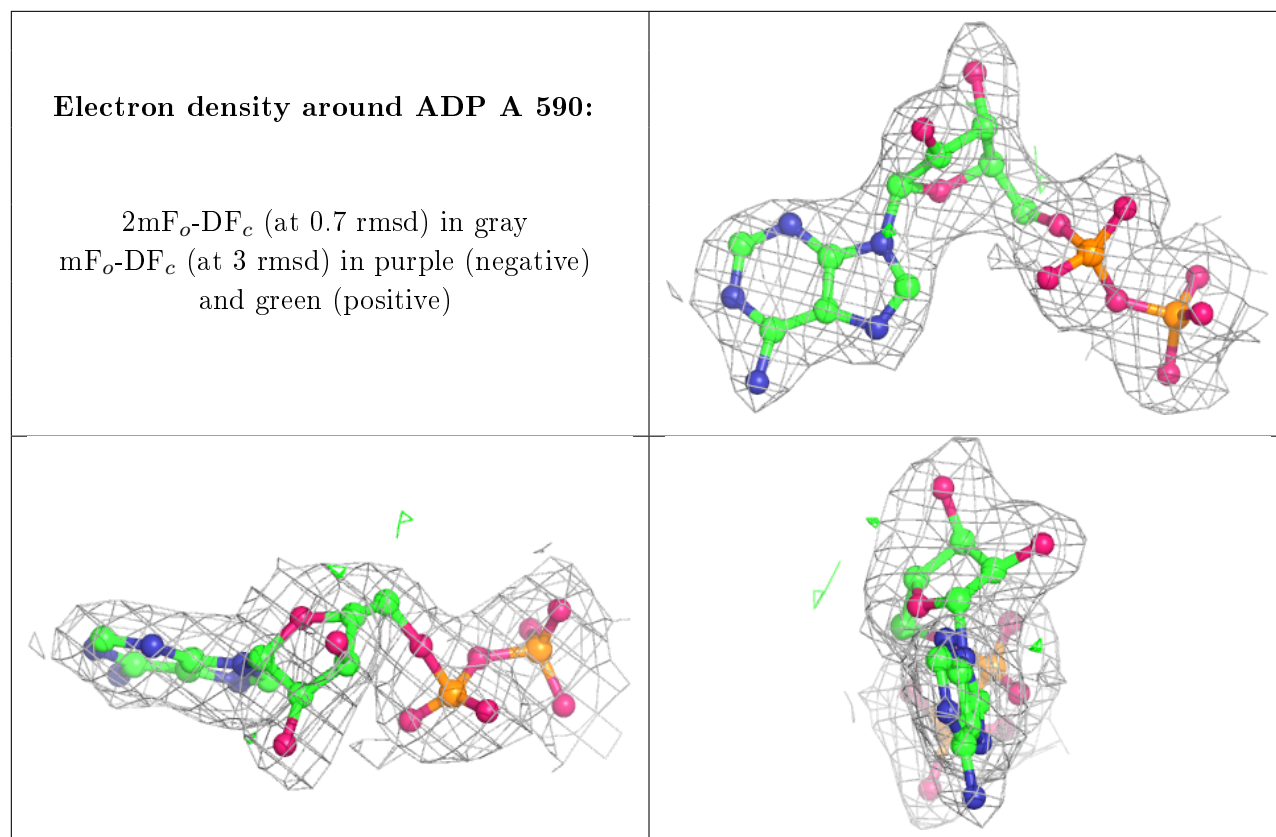 Electron density around ADP A 590:
2mFₒ-DF𝒸 (at 0.7 rmsd) in gray
mFₒ-DF𝒸 (at 3 rmsd) in purple (negative)
and green (positive)